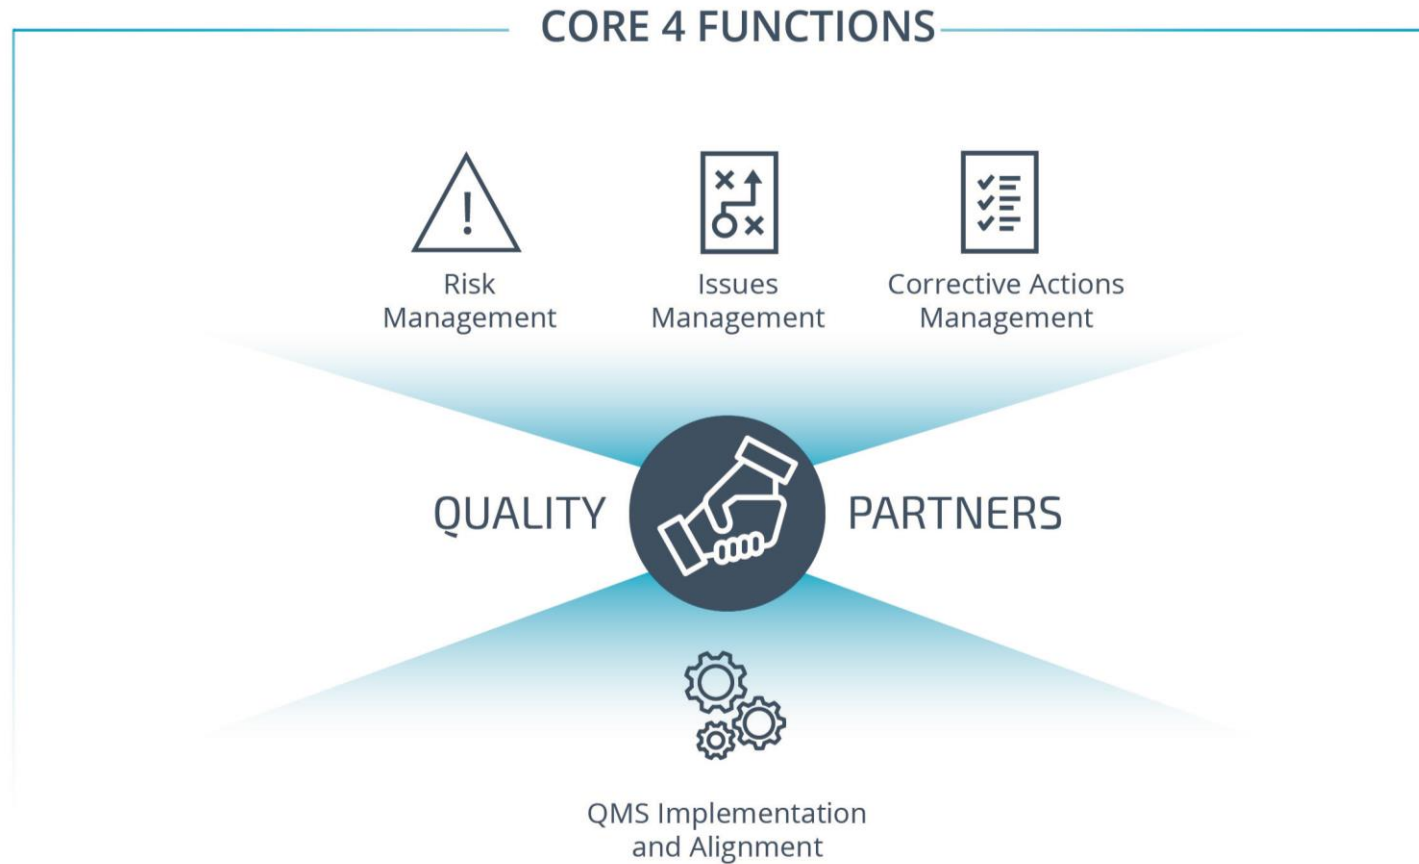 CORE 4 FUNCTIONS
Risk
Management
Issues
Management
Corrective Actions
Management
QUALITY PARTNERS
QMS Implementation
and Alignment